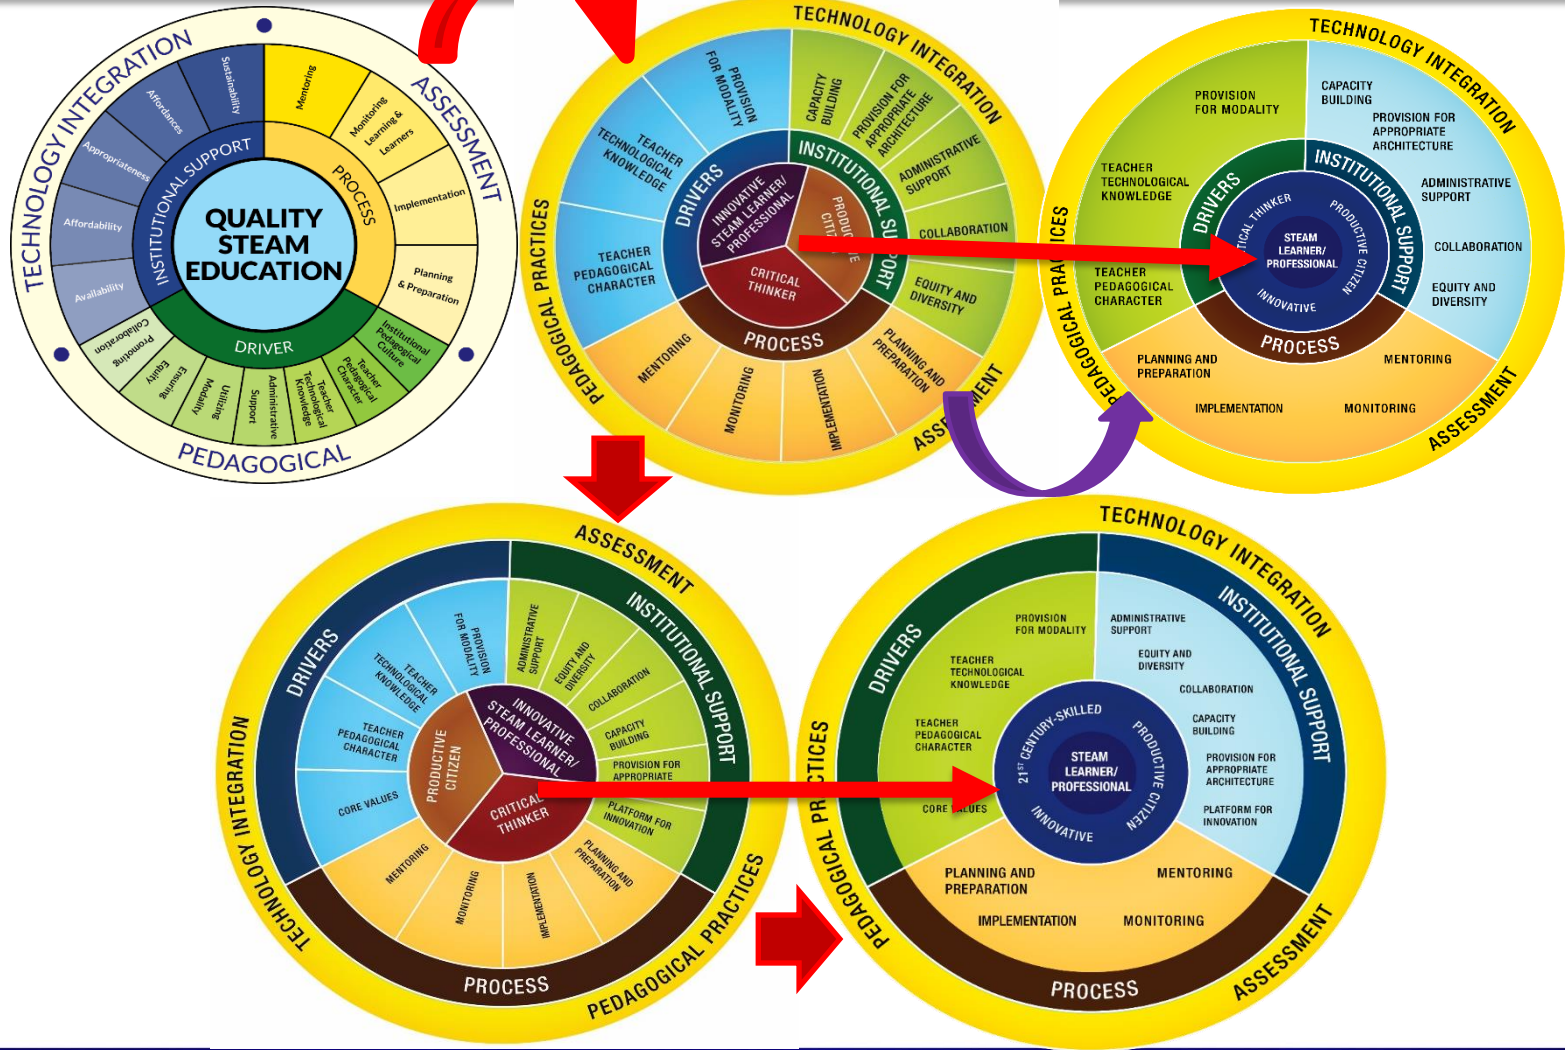 TECHNOLOGY INTEGRATION
ASSESSMENT
PEDAGOGICAL
INSTITUTIONAL SUPPORT
PROCESS
DRIVER
QUALITY
STEAM
EDUCATION
Sustainability
Affordances
Appropriateness
Affordability
Availability
Mentoring
Monitoring
Learning &
Learners
Implementation
Planning
& Preparation
Institutional
Pedagogical
Culture
Teacher
Pedagogical
Character
Teacher
Technological
Knowledge
Administrative
Support
Utilizing
Modality
Ensuring
Equity
Promoting
Collaboration
TECHNOLOGY INTEGRATION
PEDAGOGICAL PRACTICES
DRIVERS
INSTITUTIONAL SUPPORT
PROCESS
PROVISION
FOR MODALITY
TEACHER
TECHNOLOGICAL
KNOWLEDGE
TEACHER
PEDAGOGICAL
CHARACTER
CAPACITY
BUILDING
PROVISION FOR
APPROPRIATE
ARCHITECTURE
ADMINISTRATIVE
SUPPORT
COLLABORATION
EQUITY AND
DIVERSITY
PLANNING AND
PREPARATION
IMPLEMENTATION
MONITORING
MENTORING
INNOVATIVE
STEAM LEARNER/
PROFESSIONAL
CITIZEN
CRITICAL
THINKER
TECHNOLOGY INTEGRATION
ASSESSMENT
DRIVERS
INSTITUTIONAL SUPPORT
PROCESS
PROVISION
FOR MODALITY
TEACHER
TECHNOLOGICAL
KNOWLEDGE
TEACHER
PEDAGOGICAL
CHARACTER
CAPACITY
BUILDING
PROVISION FOR
APPROPRIATE
ARCHITECTURE
ADMINISTRATIVE
SUPPORT
COLLABORATION
EQUITY AND
DIVERSITY
PLANNING AND
PREPARATION
IMPLEMENTATION
MENTORING
MONITORING
THINKER
PRODUCTIVE CITIZEN
INNOVATIVE
STEAM
LEARNER/
PROFESSIONAL
ASSESSMENT
TECHNOLOGY INTEGRATION
PEDAGOGICAL PRACTICES
DRIVERS
INSTITUTIONAL SUPPORT
PROCESS
PROVISION
FOR MODALITY
TEACHER
TECHNOLOGICAL
KNOWLEDGE
TEACHER
PEDAGOGICAL
CHARACTER
CORE VALUES
ADMINISTRATIVE
SUPPORT
EQUITY AND
DIVERSITY
COLLABORATION
CAPACITY
BUILDING
PROVISION FOR
APPROPRIATE
PLATFORM FOR
INNOVATION
PLANNING AND
PREPARATION
IMPLEMENTATION
MONITORING
MENTORING
INNOVATIVE
STEAM LEARNER/
PROFESSIONAL
PRODUCTIVE
CITIZEN
CRITICAL
THINKER
TECHNOLOGY INTEGRATION
PEDAGOGICAL PRACTICES
ASSESSMENT
DRIVERS
INSTITUTIONAL SUPPORT
PROCESS
PROVISION
FOR MODALITY
TEACHER
TECHNOLOGICAL
KNOWLEDGE
TEACHER
PEDAGOGICAL
CHARACTER
CORE VALUES
ADMINISTRATIVE
SUPPORT
EQUITY AND
DIVERSITY
COLLABORATION
CAPACITY
BUILDING
PROVISION FOR
APPROPRIATE
ARCHITECTURE
PLATFORM FOR
INNOVATION
PLANNING AND
PREPARATION
IMPLEMENTATION
MENTORING
MONITORING
21ST CENTURY-SKILLED
PRODUCTIVE CITIZEN
INNOVATIVE
STEAM
LEARNER/
PROFESSIONAL